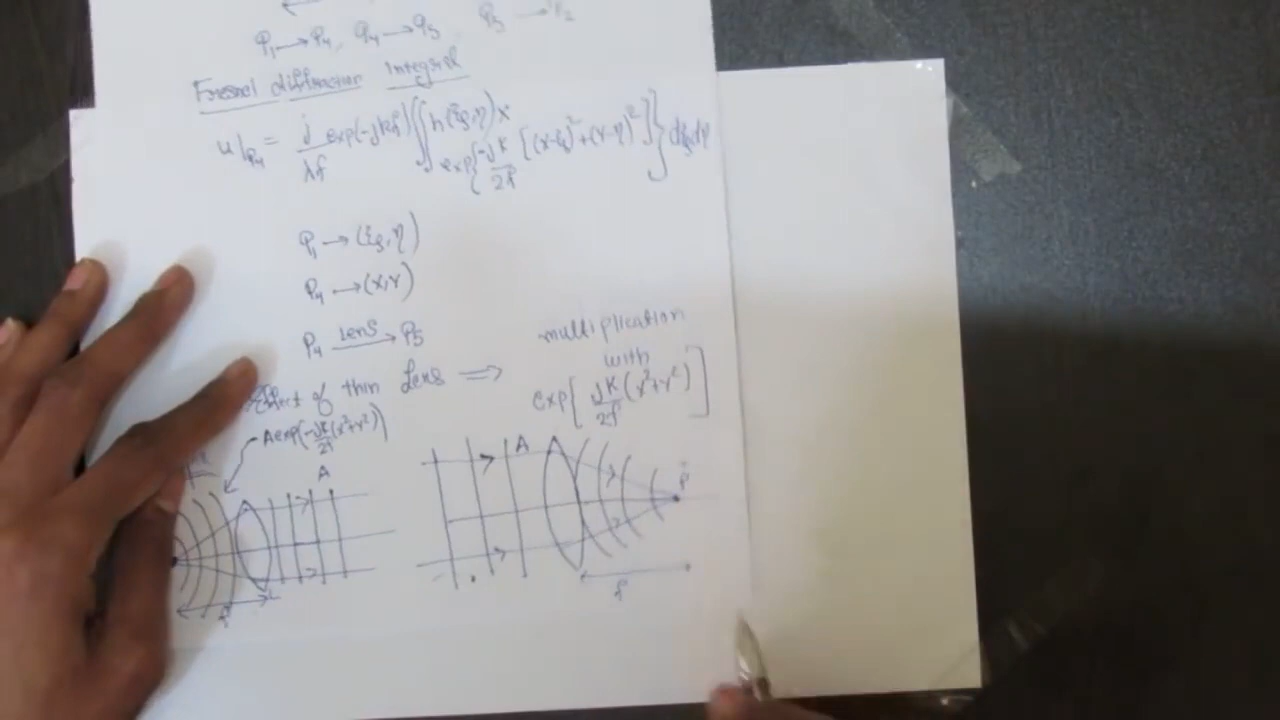 P₁ → P₄, P₄ → P₅ P₅ → P₂
Fresnel diffraction Integral
u|P₄ = j/λf exp(-jkf) ∬ h(ξ,η) x
exp{-jk/2f [(x-ξ)²+(Y-η)²]} dξdη
P₁ → (ξ,η)
P₄ → (x,Y)
P₄ Lens→ P5
Effect of thin Lens ⟹ multiplication
with
exp[jk/2f (x²+Y²)]
A exp(-jk/2f (x²+Y²))
A
A
P
f
f